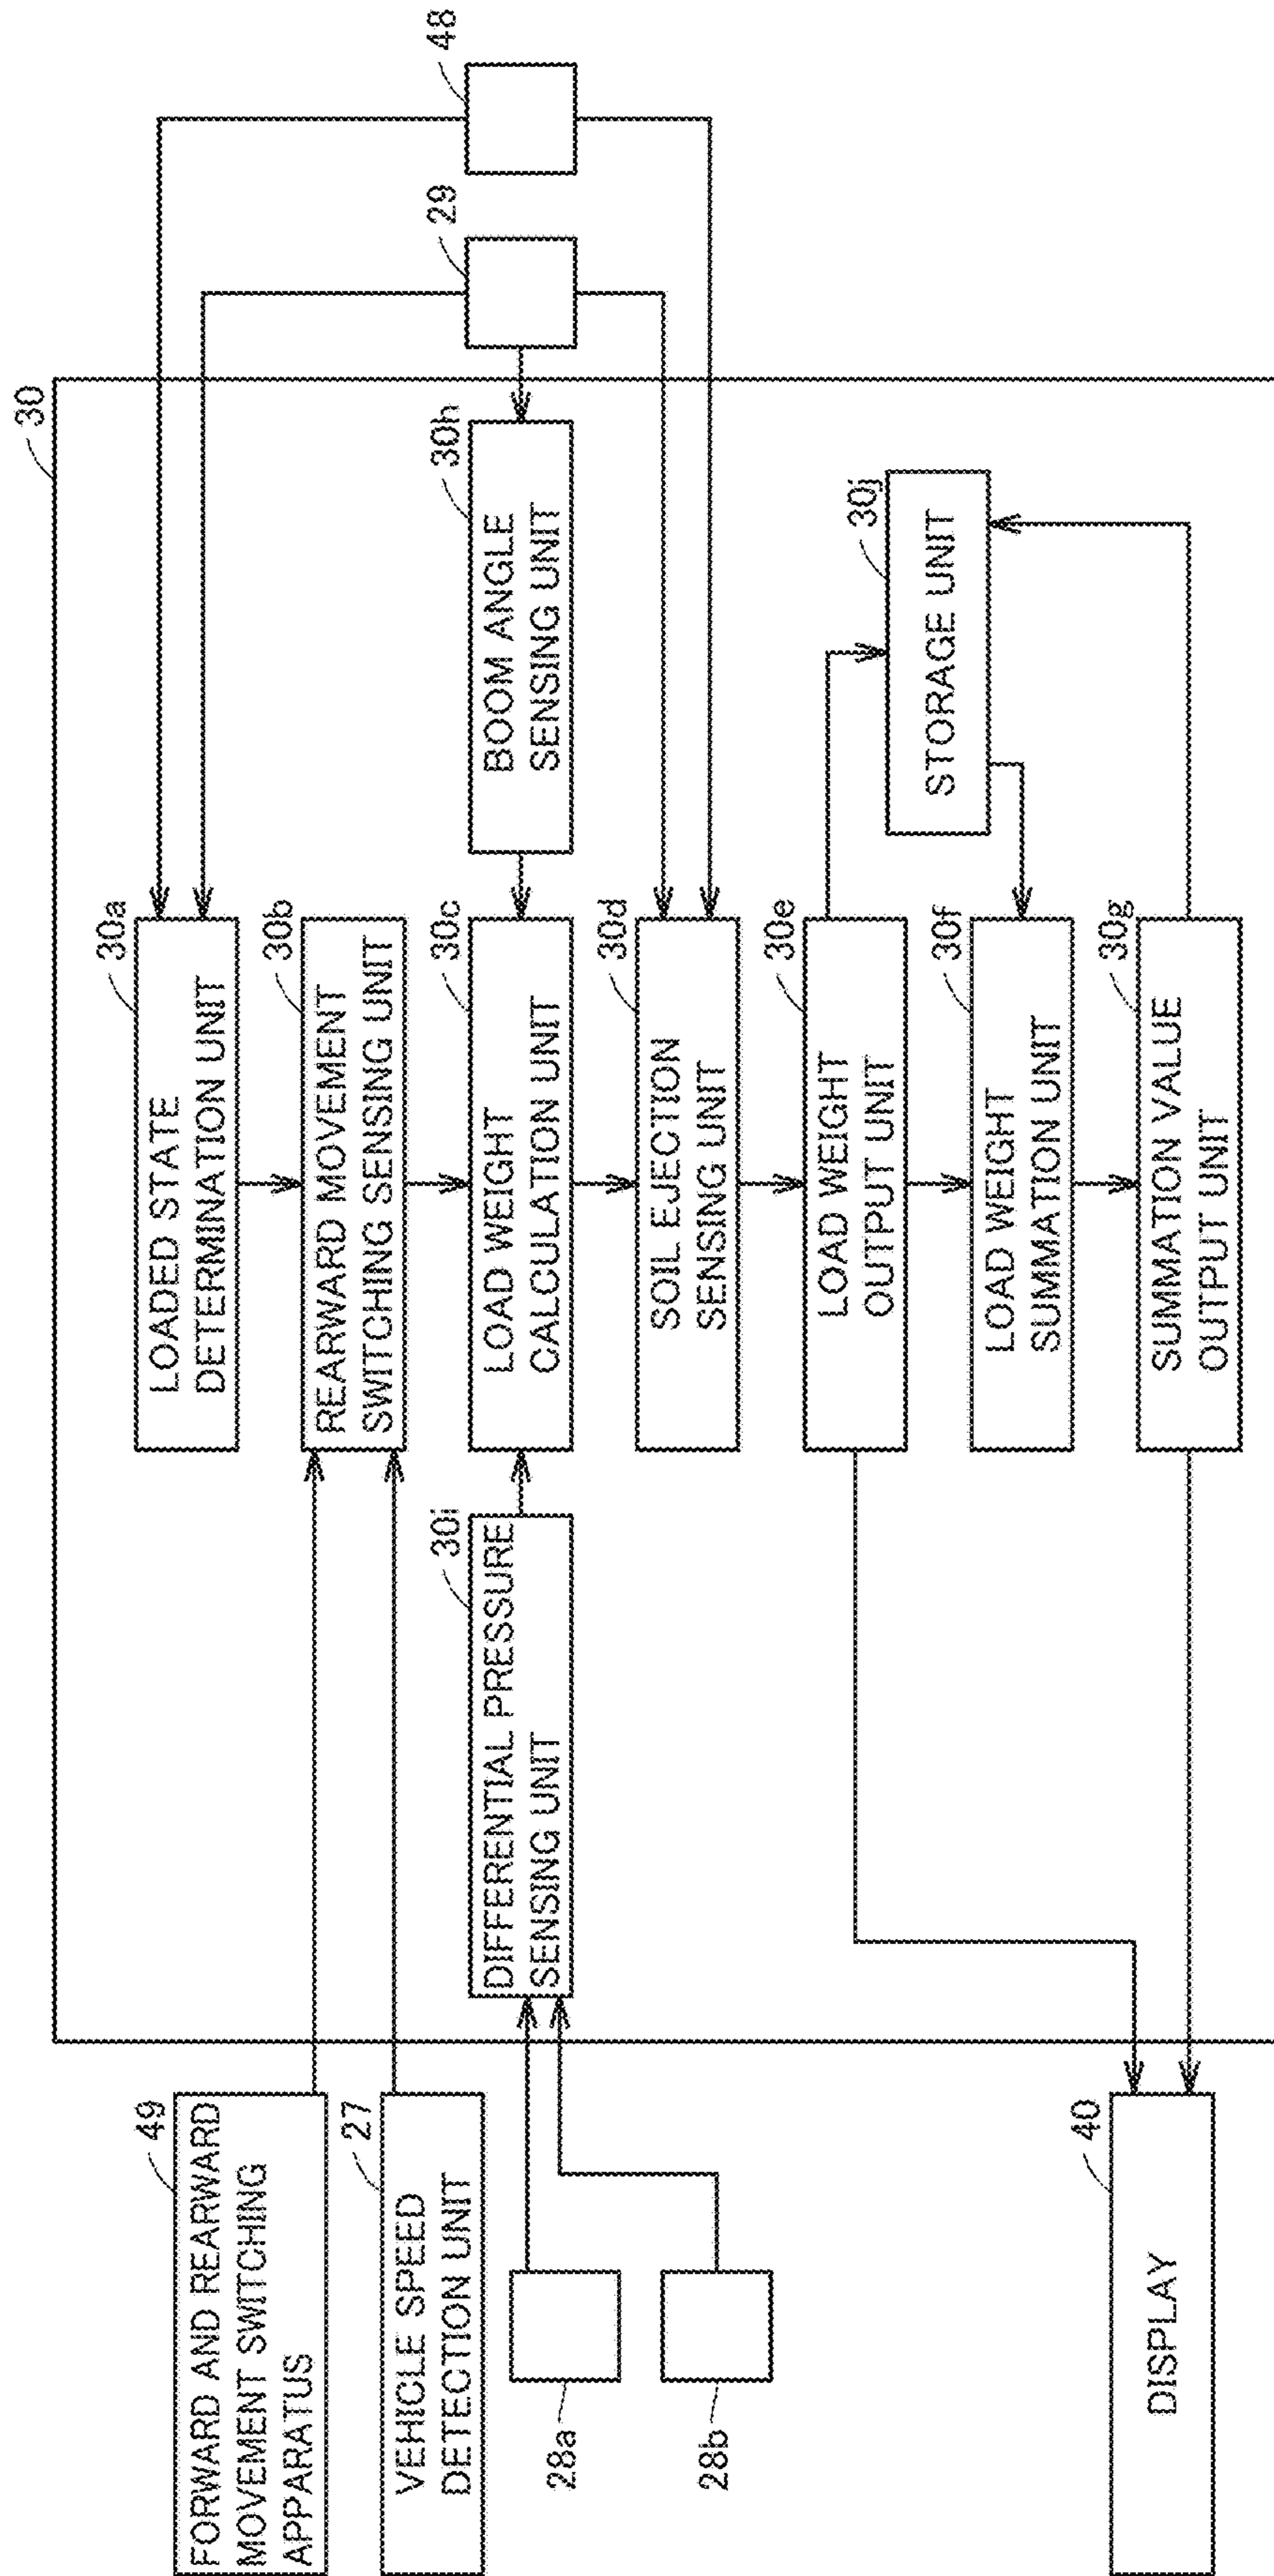 30
49
FORWARD AND REARWARD
MOVEMENT SWITCHING
APPARATUS
27
VEHICLE SPEED
DETECTION UNIT
28a
28b
40
DISPLAY
30i
DIFFERENTIAL PRESSURE
SENSING UNIT
30a
LOADED STATE
DETERMINATION UNIT
30b
REARWARD MOVEMENT
SWITCHING SENSING UNIT
30c
LOAD WEIGHT
CALCULATION UNIT
30d
SOIL EJECTION
SENSING UNIT
30e
LOAD WEIGHT
OUTPUT UNIT
30f
LOAD WEIGHT
SUMMATION UNIT
30g
SUMMATION VALUE
OUTPUT UNIT
30h
BOOM ANGLE
SENSING UNIT
30j
STORAGE UNIT
29
48